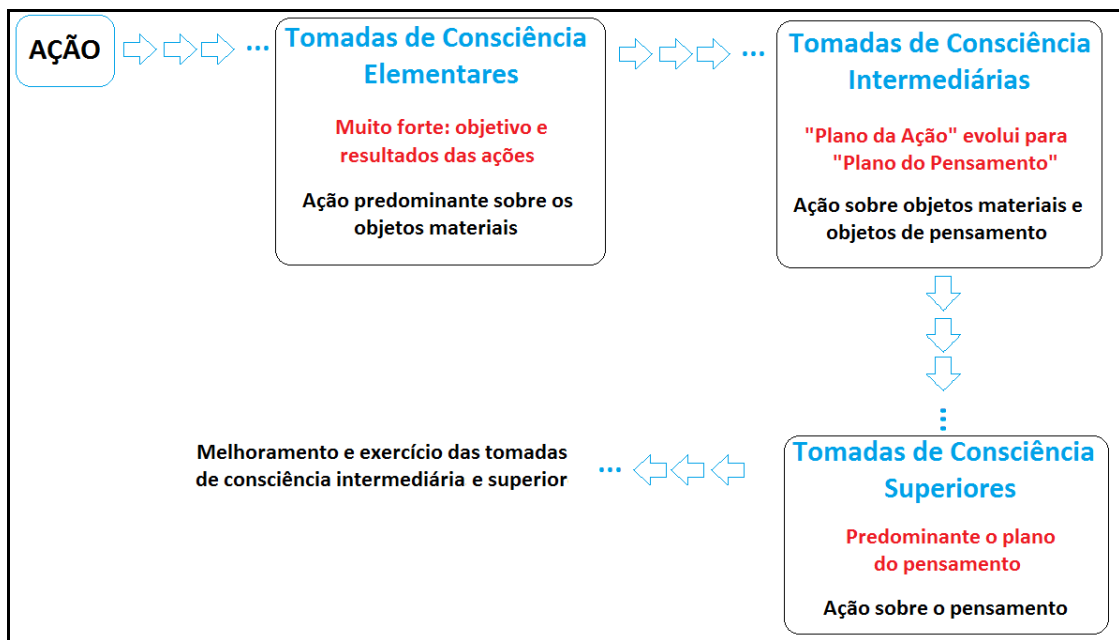 AÇÃO
...
Tomadas de Consciência
Elementares
Muito forte: objetivo e
resultados das ações
Ação predominante sobre os
objetos materiais
...
Tomadas de Consciência
Intermediárias
"Plano da Ação" evolui para
"Plano do Pensamento"
Ação sobre objetos materiais e
objetos de pensamento
...
Tomadas de Consciência
Superiores
Predominante o plano
do pensamento
Ação sobre o pensamento
...
Melhoramento e exercício das tomadas
de consciência intermediária e superior